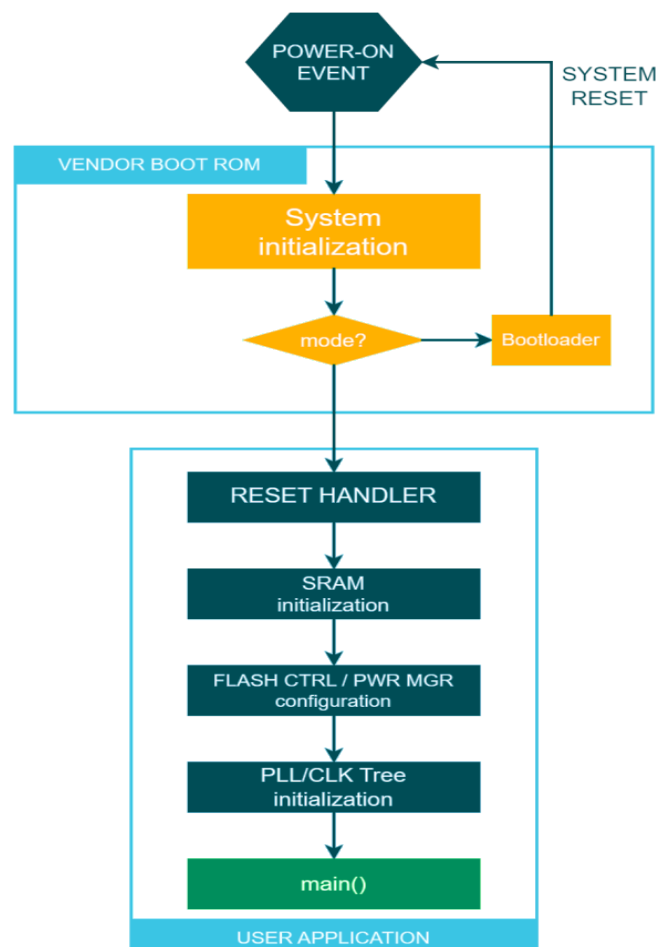 POWER-ON
EVENT
SYSTEM
RESET
VENDOR BOOT ROM
System
initialization
mode?
Bootloader
RESET HANDLER
SRAM
initialization
FLASH CTRL / PWR MGR
configuration
PLL/CLK Tree
initialization
main()
USER APPLICATION